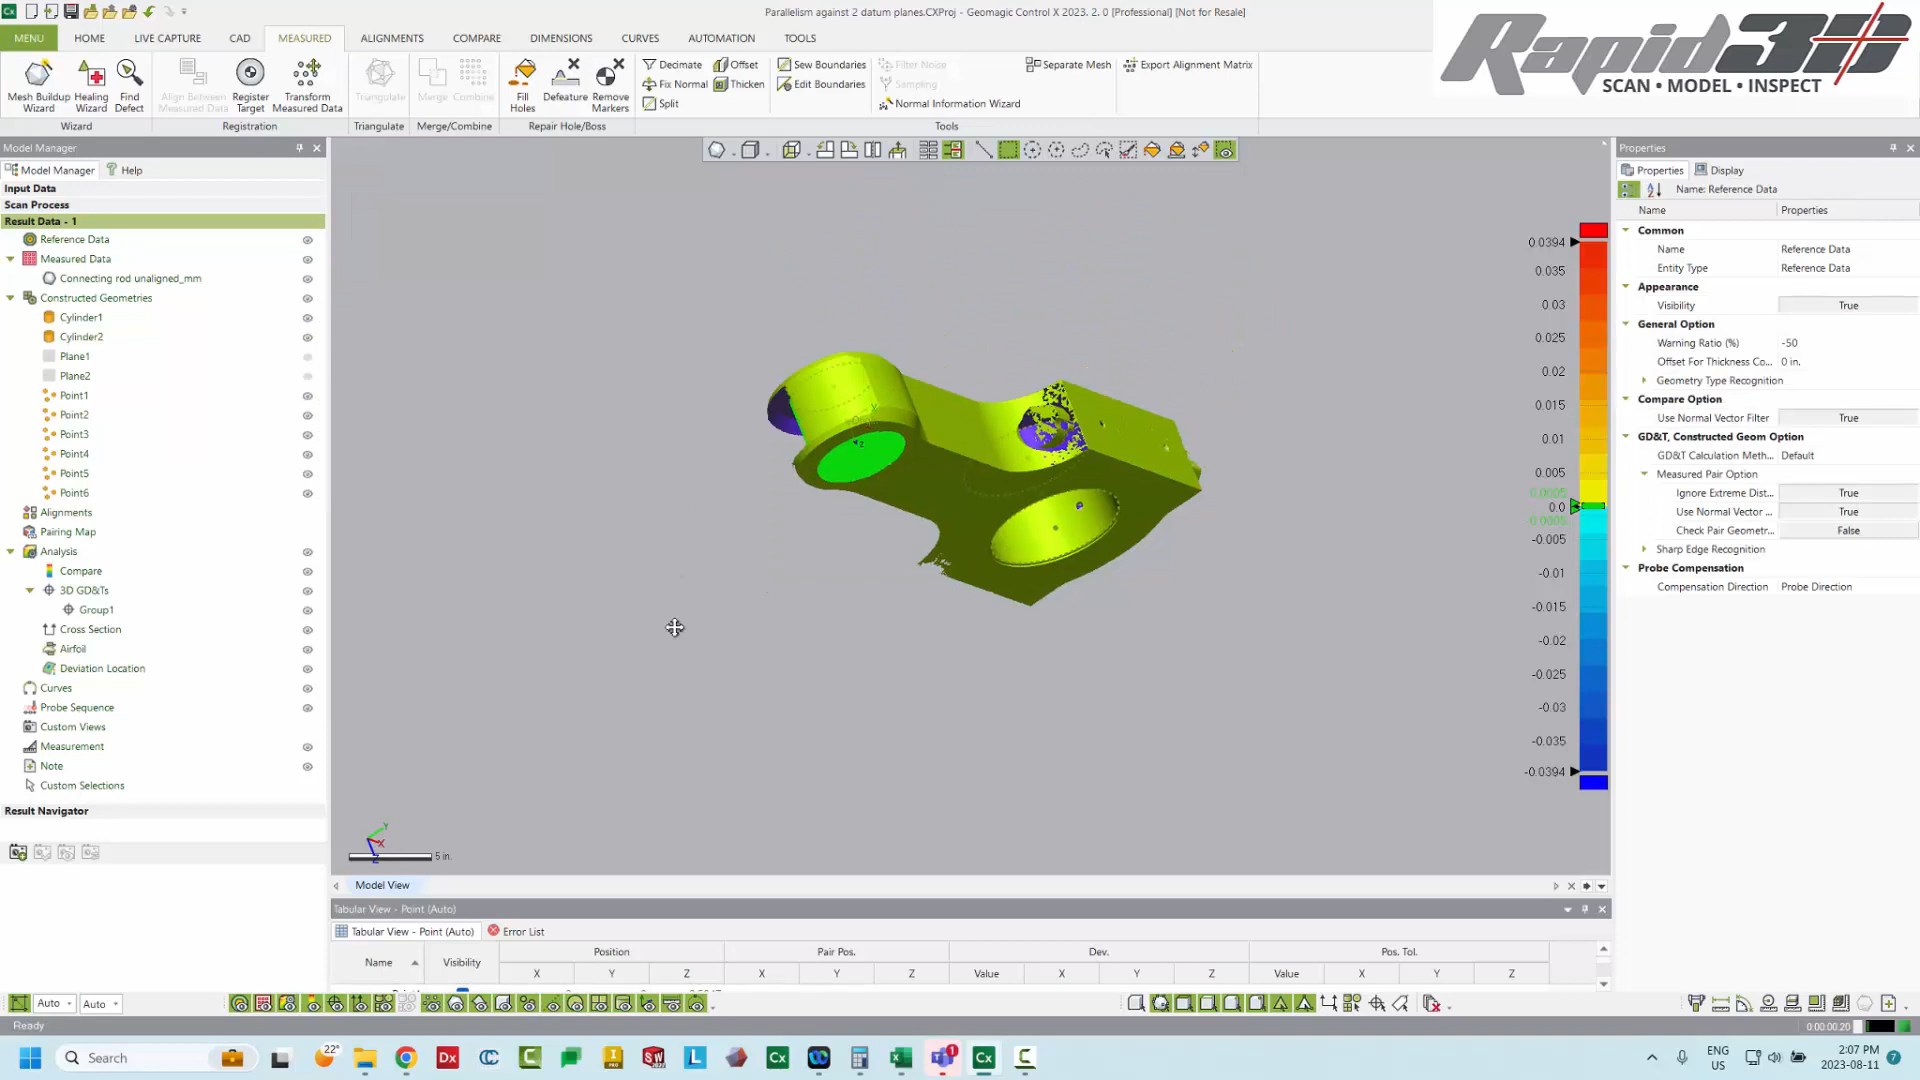 Parallelism against 2 datum planes.CXProj - Geomagic Control X 2023. 2. 0 [Professional] [Not for Resale]
Rapid3D
SCAN • MODEL • INSPECT
MENU HOME LIVE CAPTURE CAD MEASURED ALIGNMENTS COMPARE DIMENSIONS CURVES AUTOMATION TOOLS
Mesh Buildup Wizard
Healing Wizard
Find Defect
Align Between Measured Data
Register Target
Transform Measured Data
Triangulate
Merge Combine
Fill Holes
Defeature
Remove Markers
Decimate Offset Sew Boundaries Filter Noise Separate Mesh Export Alignment Matrix
Fix Normal Thicken Edit Boundaries Sampling
Split Normal Information Wizard
Wizard Registration Triangulate Merge/Combine Repair Hole/Boss Tools
Model Manager
Model Manager Help
Input Data
Scan Process
Result Data - 1
Reference Data
Measured Data
Connecting rod unaligned_mm
Constructed Geometries
Cylinder1
Cylinder2
Plane1
Plane2
Point1
Point2
Point3
Point4
Point5
Point6
Alignments
Pairing Map
Analysis
Compare
3D GD&Ts
Group1
Cross Section
Airfoil
Deviation Location
Curves
Probe Sequence
Custom Views
Measurement
Note
Custom Selections
Result Navigator
0.0394
0.035
0.03
0.025
0.02
0.015
0.01
0.005
0.0005
0.0
0.0005
-0.005
-0.01
-0.015
-0.02
-0.025
-0.03
-0.035
-0.0394
5 in.
Model View
Tabular View - Point (Auto)
Tabular View - Point (Auto) Error List
Name Visibility Position Pair Pos. Dev. Pos. Tol.
X Y Z X Y Z Value X Y Z Value X Y Z
Properties
Properties Display
Name: Reference Data
Name Properties
Common
Name Reference Data
Entity Type Reference Data
Appearance
Visibility True
General Option
Warning Ratio (%) -50
Offset For Thickness Co... 0 in.
Geometry Type Recognition
Compare Option
Use Normal Vector Filter True
GD&T, Constructed Geom Option
GD&T Calculation Meth... Default
Measured Pair Option
Ignore Extreme Dist... True
Use Normal Vector ... True
Check Pair Geometr... False
Sharp Edge Recognition
Probe Compensation
Compensation Direction Probe Direction
Auto Auto
Ready
0:00:00.20
Search
22°
ENG
US
2:07 PM
2023-08-11